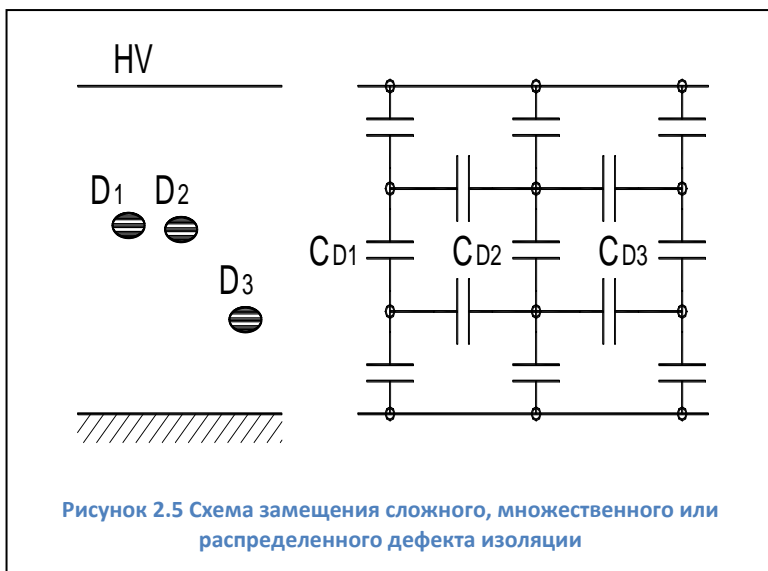 HV
D1 D2
D3
CD1 CD2 CD3
Рисунок 2.5 Схема замещения сложного, множественного или
распределенного дефекта изоляции